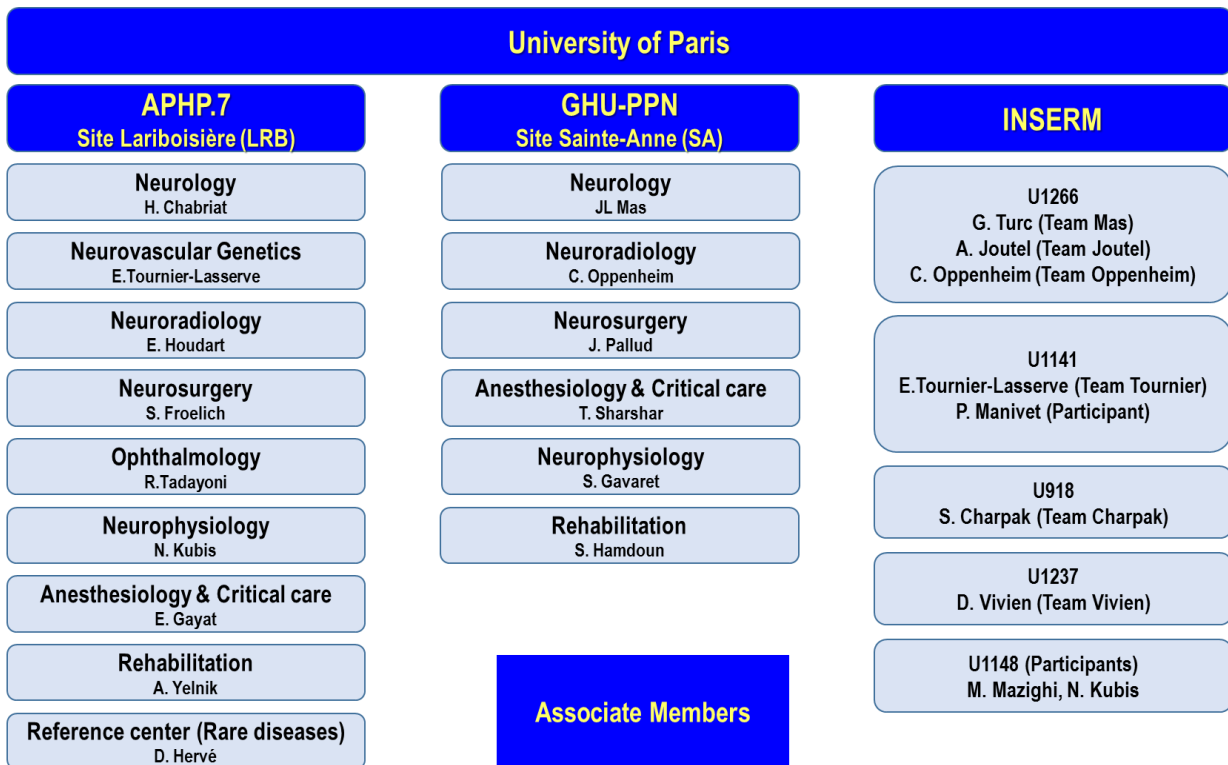 University of Paris
APHP.7
Site Lariboisière (LRB)
Neurology
H. Chabriat
Neurovascular Genetics
E.Tournier-Lasserve
Neuroradiology
E. Houdart
Neurosurgery
S. Froelich
Ophthalmology
R.Tadayoni
Neurophysiology
N. Kubis
Anesthesiology & Critical care
E. Gayat
Rehabilitation
A. Yelnik
Reference center (Rare diseases)
D. Hervé
GHU-PPN
Site Sainte-Anne (SA)
Neurology
JL Mas
Neuroradiology
C. Oppenheim
Neurosurgery
J. Pallud
Anesthesiology & Critical care
T. Sharshar
Neurophysiology
S. Gavaret
Rehabilitation
S. Hamdoun
Associate Members
INSERM
U1266
G. Turc (Team Mas)
A. Joutel (Team Joutel)
C. Oppenheim (Team Oppenheim)
U1141
E.Tournier-Lasserve (Team Tournier)
P. Manivet (Participant)
U918
S. Charpak (Team Charpak)
U1237
D. Vivien (Team Vivien)
U1148 (Participants)
M. Mazighi, N. Kubis